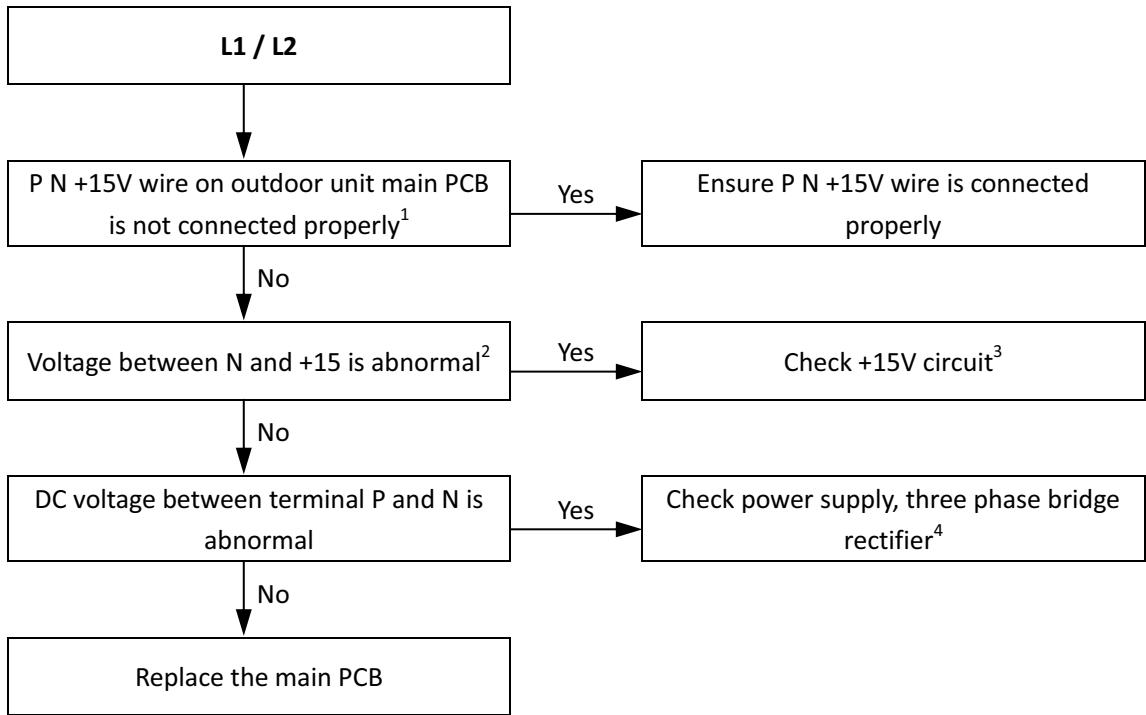 L1 / L2
P N +15V wire on outdoor unit main PCB
is not connected properly¹
Yes
Ensure P N +15V wire is connected
properly
No
Voltage between N and +15 is abnormal²
Yes
Check +15V circuit³
No
DC voltage between terminal P and N is
abnormal
Yes
Check power supply, three phase bridge
rectifier⁴
No
Replace the main PCB